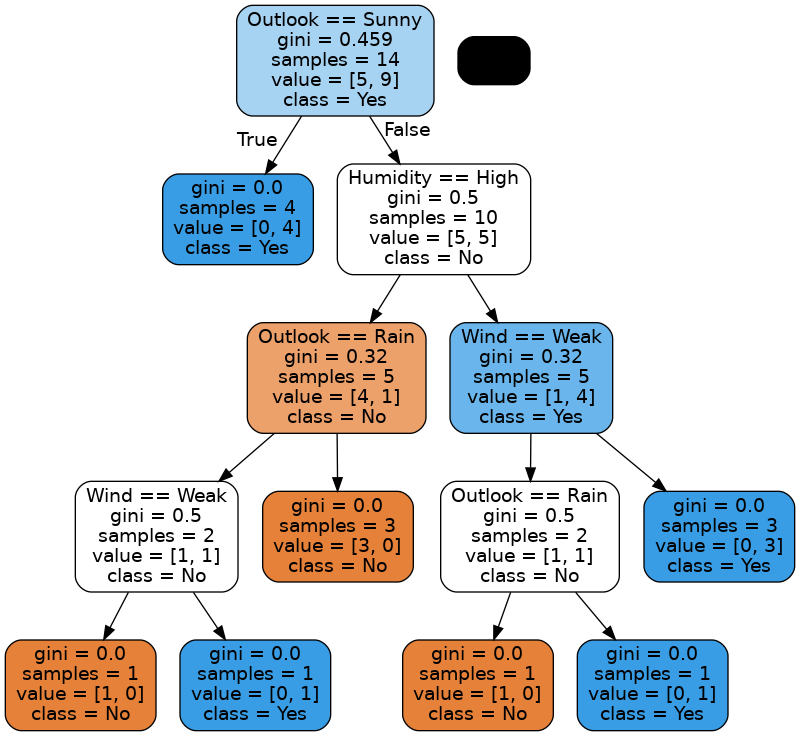 Outlook == Sunny
gini = 0.459
samples = 14
value = [5, 9]
class = Yes
True
False
gini = 0.0
samples = 4
value = [0, 4]
class = Yes
Humidity == High
gini = 0.5
samples = 10
value = [5, 5]
class = No
Outlook == Rain
gini = 0.32
samples = 5
value = [4, 1]
class = No
Wind == Weak
gini = 0.32
samples = 5
value = [1, 4]
class = Yes
Wind == Weak
gini = 0.5
samples = 2
value = [1, 1]
class = No
gini = 0.0
samples = 3
value = [3, 0]
class = No
Outlook == Rain
gini = 0.5
samples = 2
value = [1, 1]
class = No
gini = 0.0
samples = 3
value = [0, 3]
class = Yes
gini = 0.0
samples = 1
value = [1, 0]
class = No
gini = 0.0
samples = 1
value = [0, 1]
class = Yes
gini = 0.0
samples = 1
value = [1, 0]
class = No
gini = 0.0
samples = 1
value = [0, 1]
class = Yes